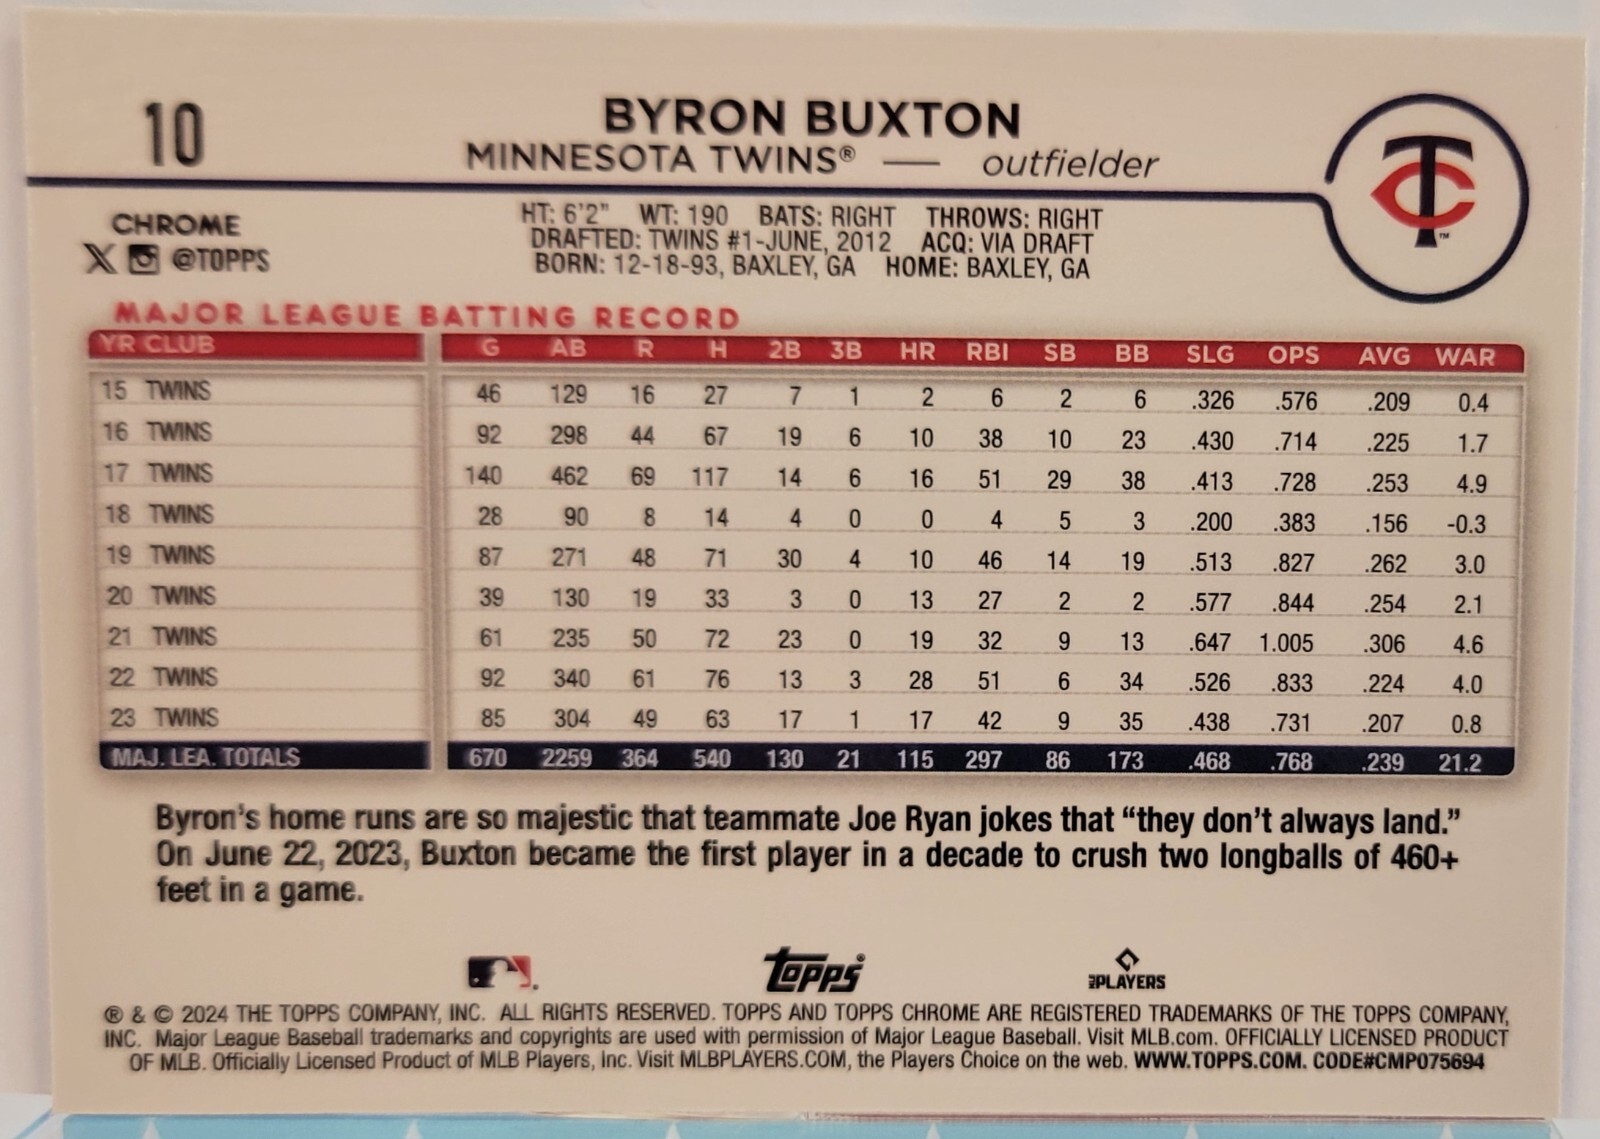 10
BYRON BUXTON
MINNESOTA TWINS® — outfielder
TC™
CHROME
X @TOPPS
HT: 6'2" WT: 190 BATS: RIGHT THROWS: RIGHT
DRAFTED: TWINS #1-JUNE, 2012 ACQ: VIA DRAFT
BORN: 12-18-93, BAXLEY, GA HOME: BAXLEY, GA
MAJOR LEAGUE BATTING RECORD
YR CLUB G AB R H 2B 3B HR RBI SB BB SLG OPS AVG WAR
15 TWINS 46 129 16 27 7 1 2 6 2 6 .326 .576 .209 0.4
16 TWINS 92 298 44 67 19 6 10 38 10 23 .430 .714 .225 1.7
17 TWINS 140 462 69 117 14 6 16 51 29 38 .413 .728 .253 4.9
18 TWINS 28 90 8 14 4 0 0 4 5 3 .200 .383 .156 -0.3
19 TWINS 87 271 48 71 30 4 10 46 14 19 .513 .827 .262 3.0
20 TWINS 39 130 19 33 3 0 13 27 2 2 .577 .844 .254 2.1
21 TWINS 61 235 50 72 23 0 19 32 9 13 .647 1.005 .306 4.6
22 TWINS 92 340 61 76 13 3 28 51 6 34 .526 .833 .224 4.0
23 TWINS 85 304 49 63 17 1 17 42 9 35 .438 .731 .207 0.8
MAJ. LEA. TOTALS 670 2259 364 540 130 21 115 297 86 173 .468 .768 .239 21.2
Byron's home runs are so majestic that teammate Joe Ryan jokes that “they don't always land.”
On June 22, 2023, Buxton became the first player in a decade to crush two longballs of 460+
feet in a game.
topps® MLBPLAYERS
® & © 2024 THE TOPPS COMPANY, INC. ALL RIGHTS RESERVED. TOPPS AND TOPPS CHROME ARE REGISTERED TRADEMARKS OF THE TOPPS COMPANY,
INC. Major League Baseball trademarks and copyrights are used with permission of Major League Baseball. Visit MLB.com. OFFICIALLY LICENSED PRODUCT
OF MLB. Officially Licensed Product of MLB Players, Inc. Visit MLBPLAYERS.COM, the Players Choice on the web. WWW.TOPPS.COM. CODE#CMP075694